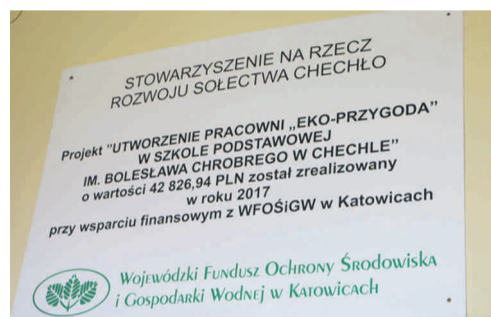 STOWARZYSZENIE NA RZECZ
ROZWOJU SOŁECTWA CHECHŁO
Projekt "UTWORZENIE PRACOWNI „EKO-PRZYGODA”
W SZKOLE PODSTAWOWEJ
IM. BOLESŁAWA CHROBREGO W CHECHLE"
o wartości 42 826,94 PLN został zrealizowany
w roku 2017
przy wsparciu finansowym z WFOŚiGW w Katowicach
Wojewódzki Fundusz Ochrony Środowiska
i Gospodarki Wodnej w Katowicach